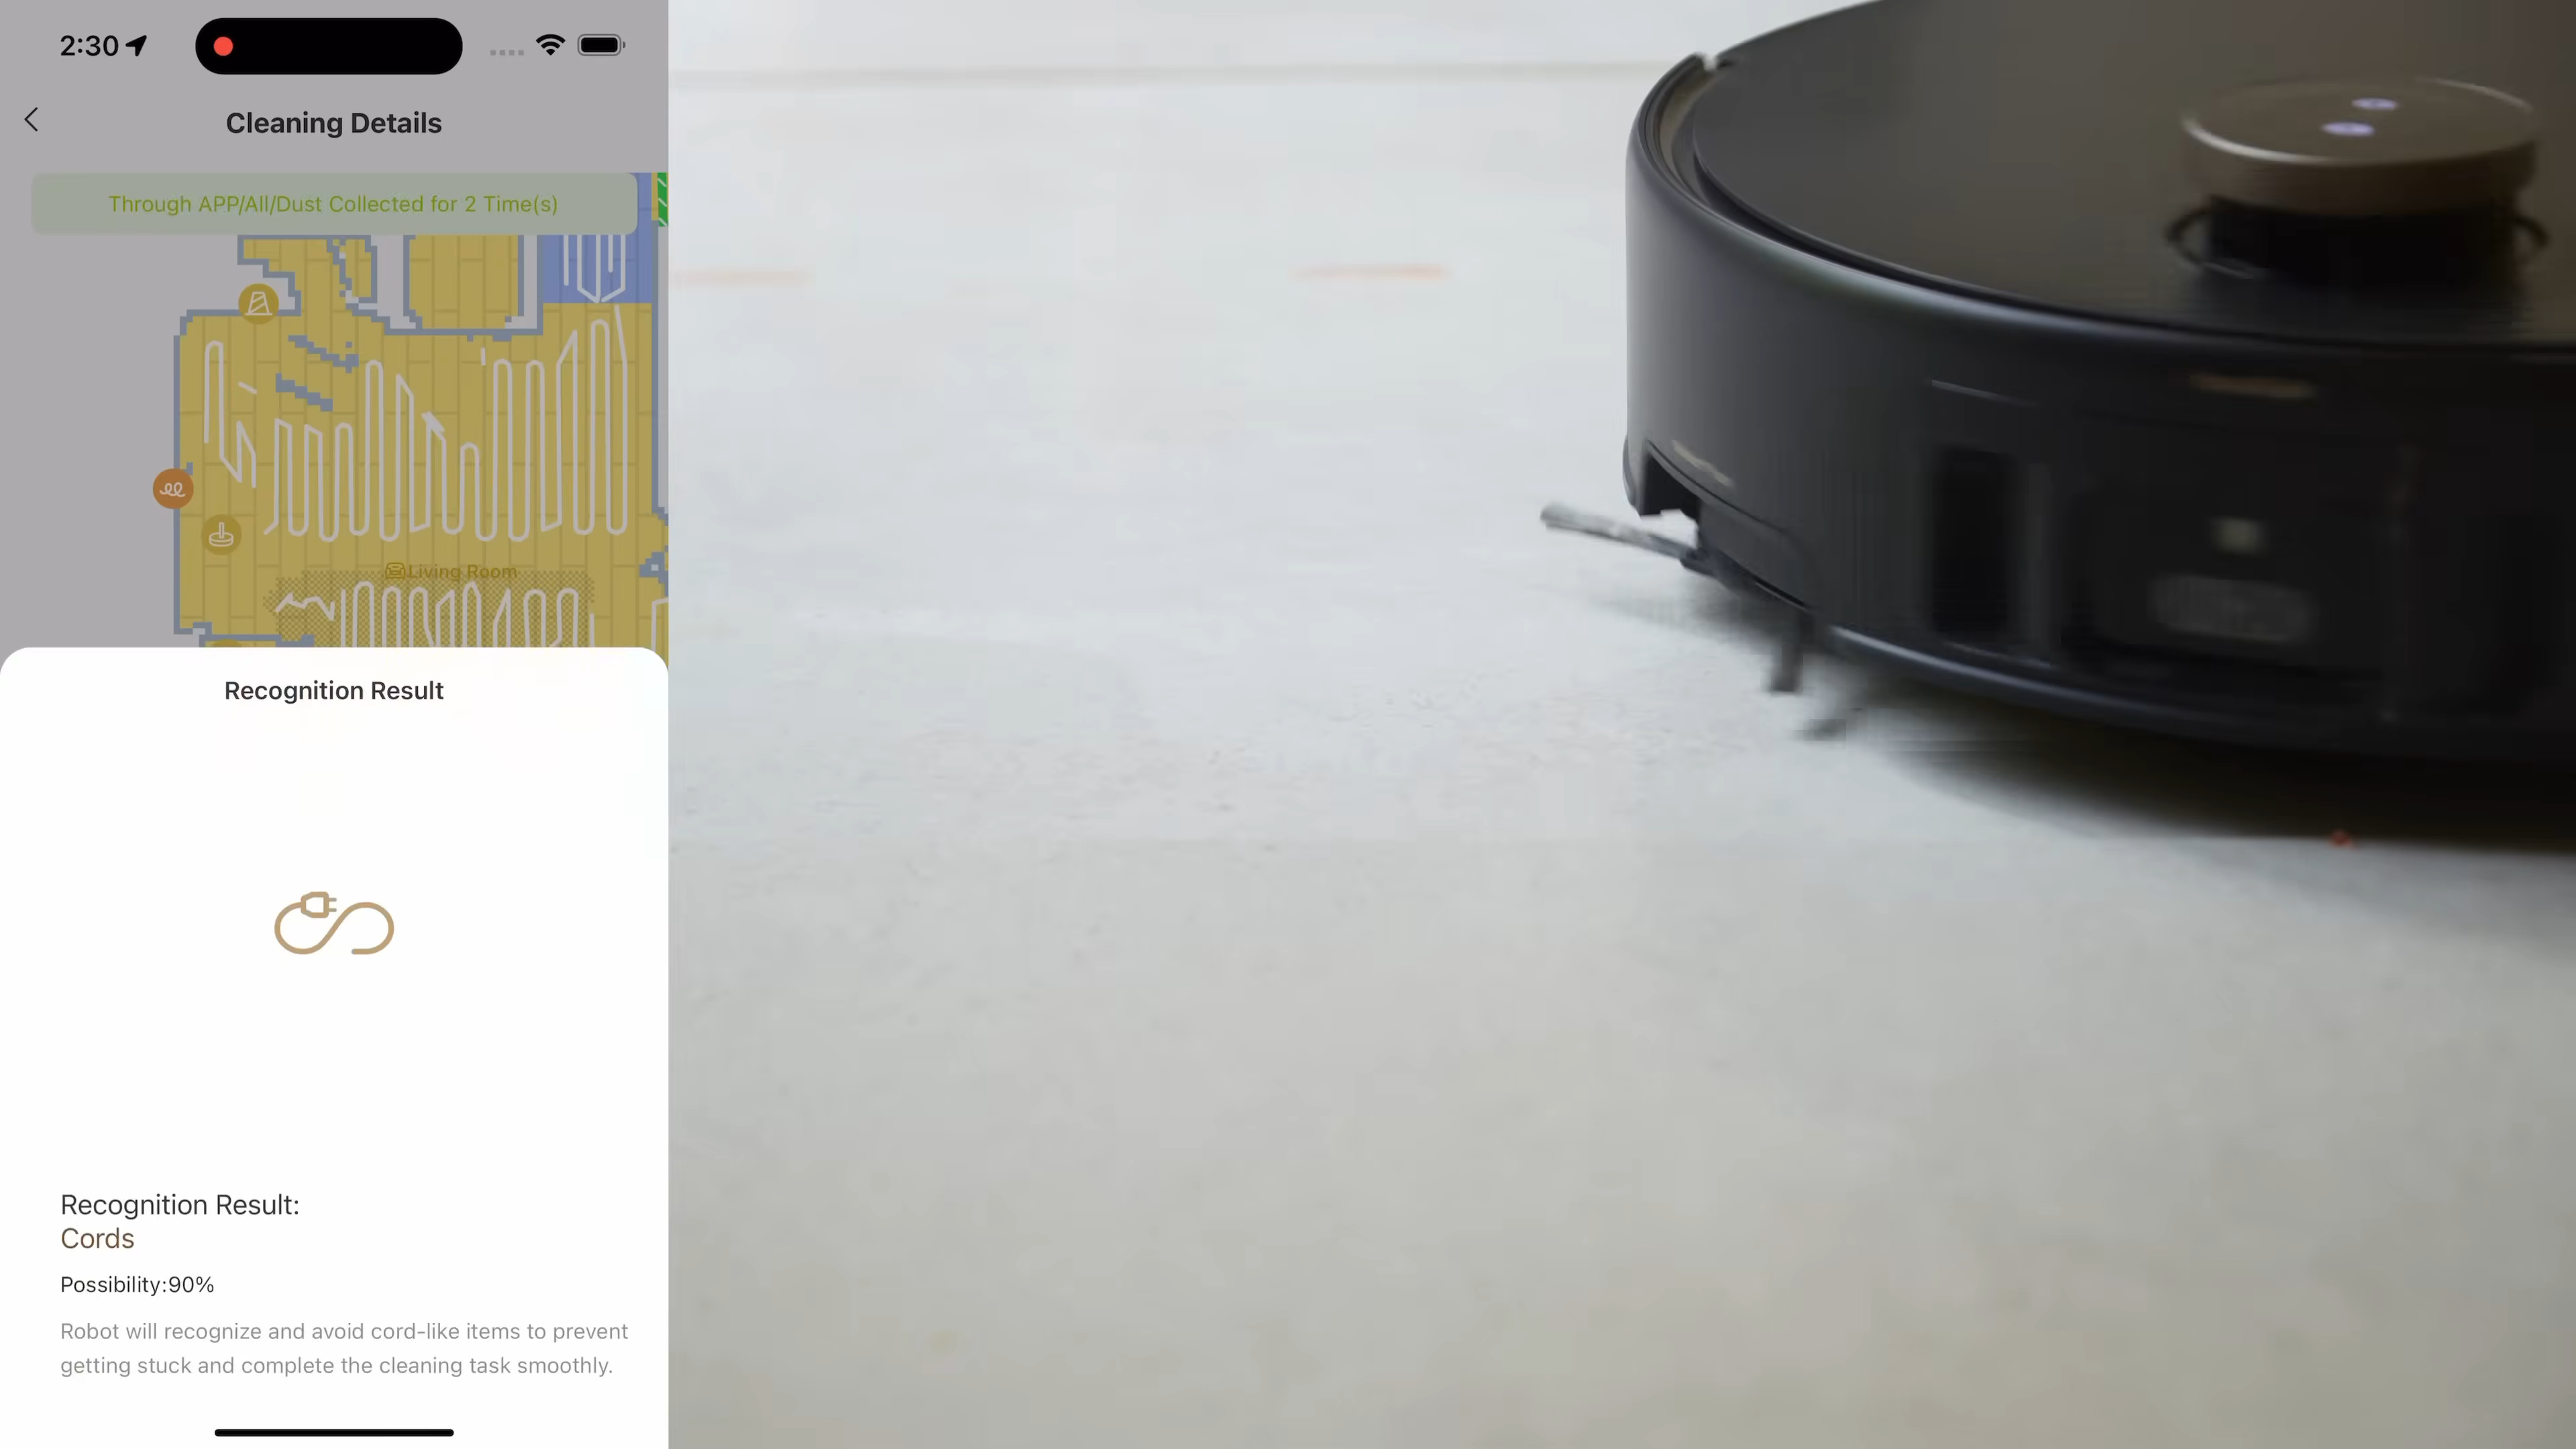 2:30
Cleaning Details
Through APP/All/Dust Collected for 2 Time(s)
Living Room
Recognition Result
Recognition Result:
Cords
Possibility:90%
Robot will recognize and avoid cord-like items to prevent
getting stuck and complete the cleaning task smoothly.